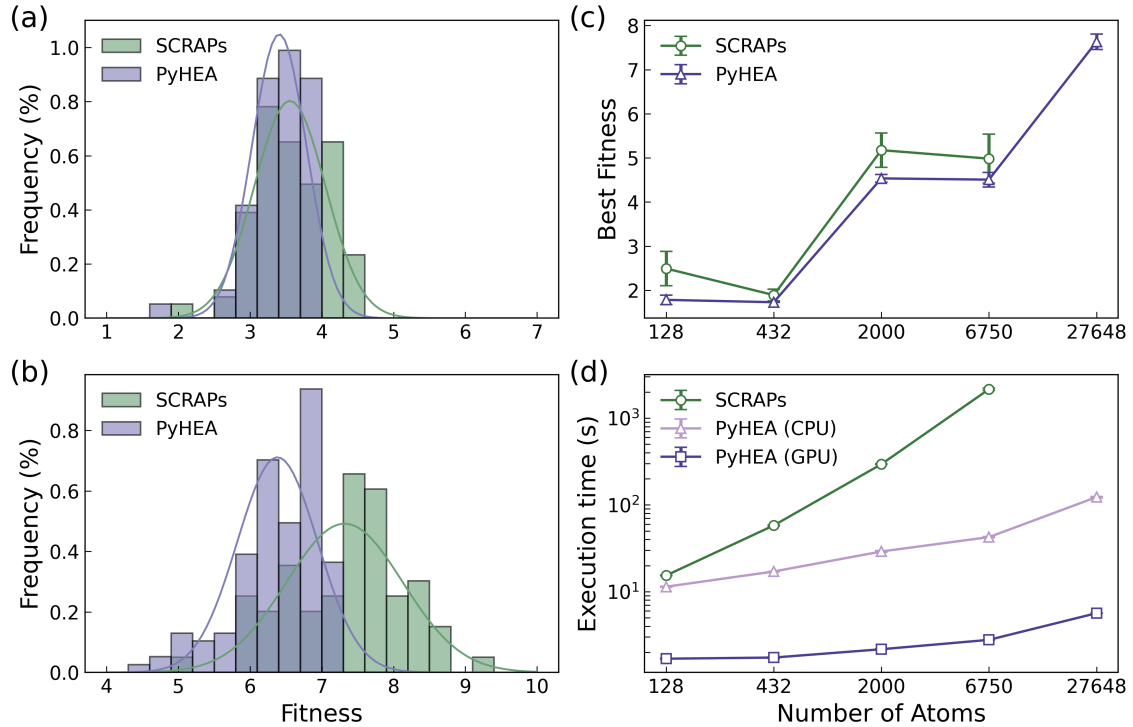 (a)
Frequency (%)
1.0
0.8
0.6
0.4
0.2
0.0
SCRAPs
PyHEA
1 2 3 4 5 6 7
(b)
Frequency (%)
0.8
0.6
0.4
0.2
0.0
SCRAPs
PyHEA
4 5 6 7 8 9 10
Fitness
(c)
Best Fitness
8
7
6
5
4
3
2
SCRAPs
PyHEA
128 432 2000 6750 27648
(d)
Execution time (s)
10³
10²
10¹
SCRAPs
PyHEA (CPU)
PyHEA (GPU)
128 432 2000 6750 27648
Number of Atoms